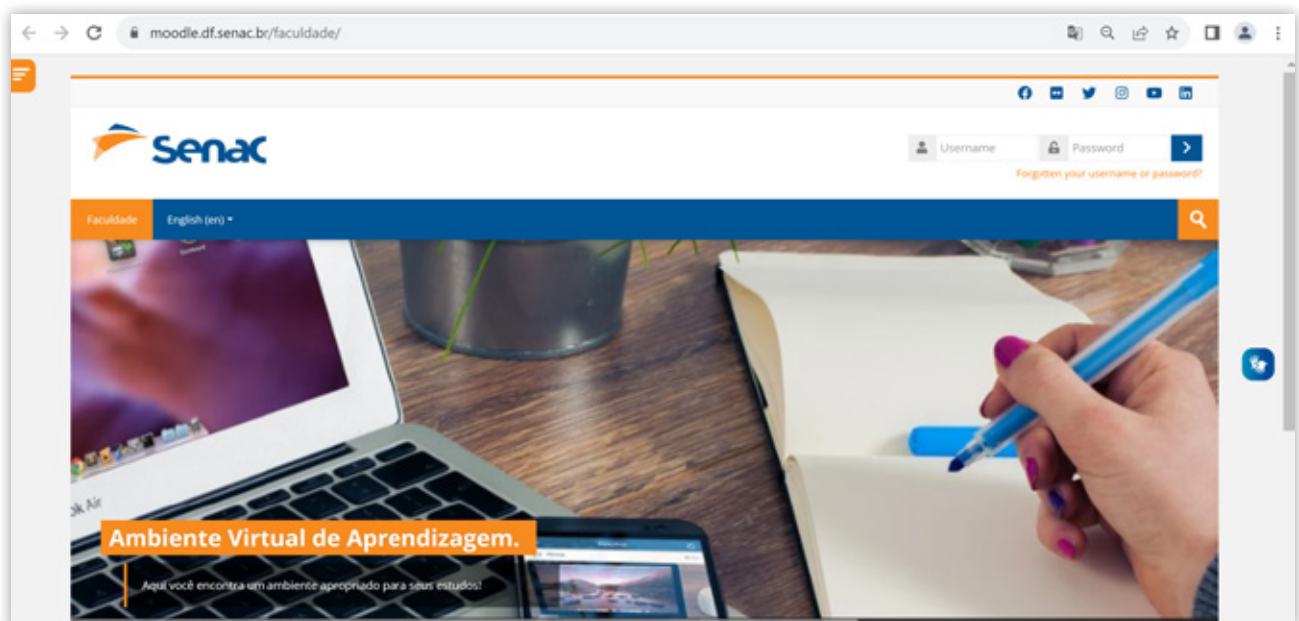 moodle.df.senac.br/faculdade/
Senac
Username
Password
Forgotten your username or password?
Faculdade
English (en)
Ambiente Virtual de Aprendizagem.
Aqui você encontra um ambiente apropriado para seus estudos!